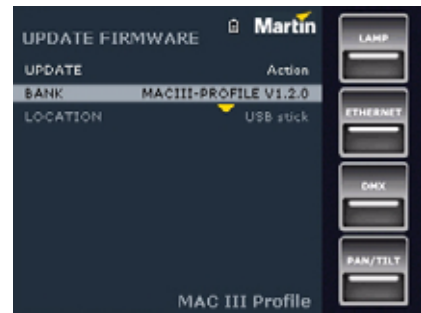 Martin
UPDATE FIRMWARE
UPDATE Action
BANK MACIII-PROFILE V1.2.0
LOCATION USB stick
MAC III Profile
LAMP
ETHERNET
DMX
PAN/TILT